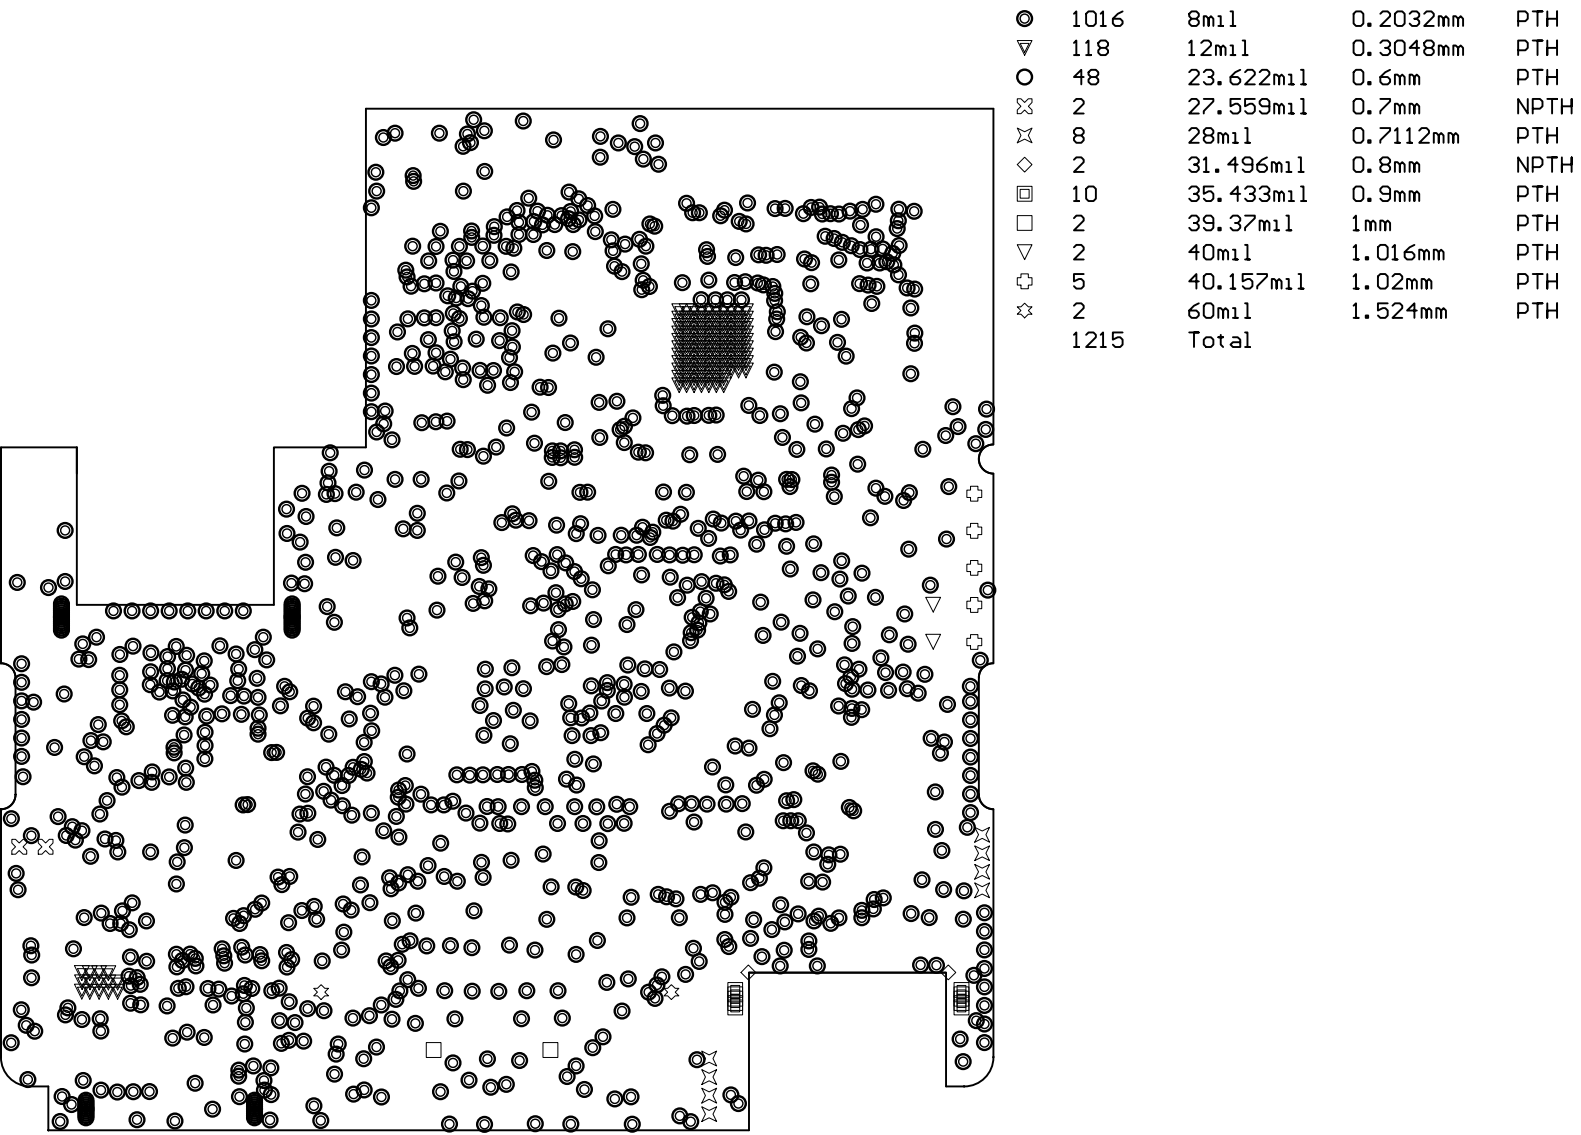 1016 8mil 0.2032mm PTH
118 12mil 0.3048mm PTH
48 23.622mil 0.6mm PTH
2 27.559mil 0.7mm NPTH
8 28mil 0.7112mm PTH
2 31.496mil 0.8mm NPTH
10 35.433mil 0.9mm PTH
2 39.37mil 1mm PTH
2 40mil 1.016mm PTH
5 40.157mil 1.02mm PTH
2 60mil 1.524mm PTH
1215 Total